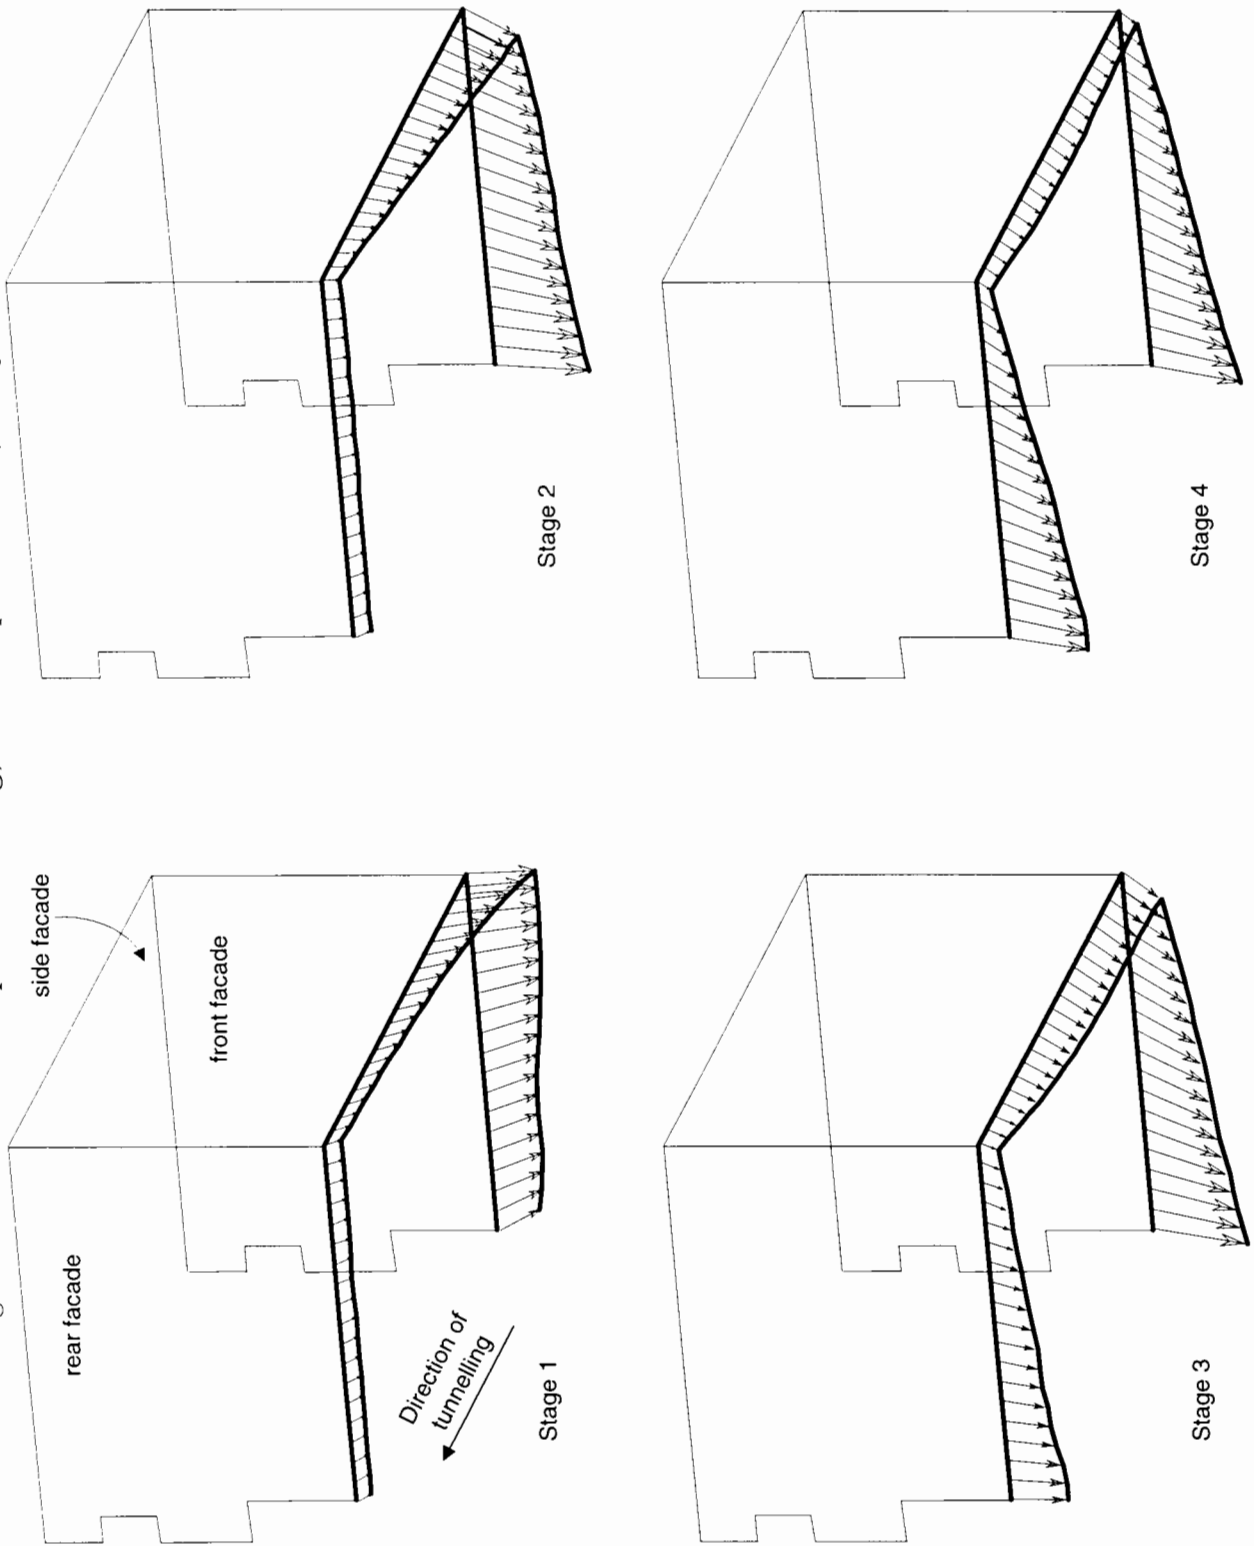 side facade
front facade
rear facade
Direction of
tunnelling
Stage 1
Stage 2
Stage 3
Stage 4